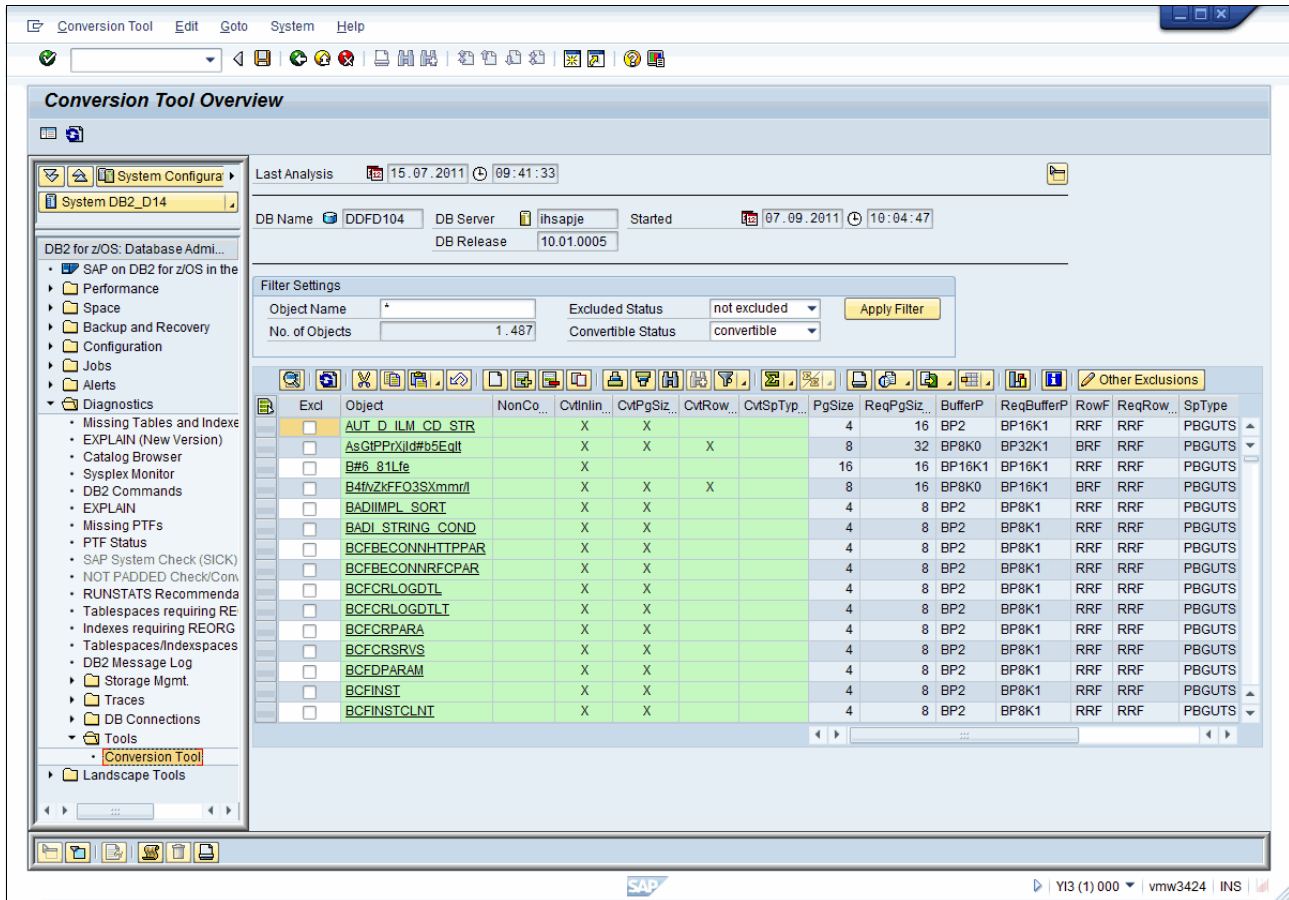 Conversion Tool Edit Goto System Help
Conversion Tool Overview
System Configura
System DB2_D14
DB2 for z/OS: Database Admi...
SAP on DB2 for z/OS in the
Performance
Space
Backup and Recovery
Configuration
Jobs
Alerts
Diagnostics
Missing Tables and Indexe
EXPLAIN (New Version)
Catalog Browser
Sysplex Monitor
DB2 Commands
EXPLAIN
Missing PTFs
PTF Status
SAP System Check (SICK)
NOT PADDED Check/Conv
RUNSTATS Recommenda
Tablespaces requiring RE
Indexes requiring REORG
Tablespaces/Indexspaces
DB2 Message Log
Storage Mgmt.
Traces
DB Connections
Tools
Conversion Tool
Landscape Tools
Last Analysis 15.07.2011 09:41:33
DB Name DDFD104 DB Server ihsapje Started 07.09.2011 10:04:47
DB Release 10.01.0005
Filter Settings
Object Name * Excluded Status not excluded Apply Filter
No. of Objects 1.487 Convertible Status convertible
Other Exclusions
Excl Object NonCo... CvtInlin... CvtPgSiz... CvtRow... CvtSpTyp... PgSize ReqPgSiz... BufferP ReqBufferP RowF ReqRow... SpType
AUT_D_ILM_CD_STR X X 4 16 BP2 BP16K1 RRF RRF PBGUTS
X X X 8 32 BP8K0 BP32K1 BRF RRF PBGUTS
B#6_81Lfe X 16 16 BP16K1 BP16K1 RRF RRF PBGUTS
X X X 8 16 BP8K0 BP16K1 BRF RRF PBGUTS
BADIIMPL_SORT X X 4 8 BP2 BP8K1 RRF RRF PBGUTS
BADI_STRING_COND X X 4 8 BP2 BP8K1 RRF RRF PBGUTS
BCFBECONNHTTPPAR X X 4 8 BP2 BP8K1 RRF RRF PBGUTS
BCFBECONNRFCPAR X X 4 8 BP2 BP8K1 RRF RRF PBGUTS
BCFCRLOGDTL X X 4 8 BP2 BP8K1 RRF RRF PBGUTS
BCFCRLOGDTLT X X 4 8 BP2 BP8K1 RRF RRF PBGUTS
BCFCRPARA X X 4 8 BP2 BP8K1 RRF RRF PBGUTS
BCFCRSRVS X X 4 8 BP2 BP8K1 RRF RRF PBGUTS
BCFDPARAM X X 4 8 BP2 BP8K1 RRF RRF PBGUTS
BCFINST X X 4 8 BP2 BP8K1 RRF RRF PBGUTS
BCFINSTCLNT X X 4 8 BP2 BP8K1 RRF RRF PBGUTS
SAP
YI3 (1) 000 vmw3424 INS